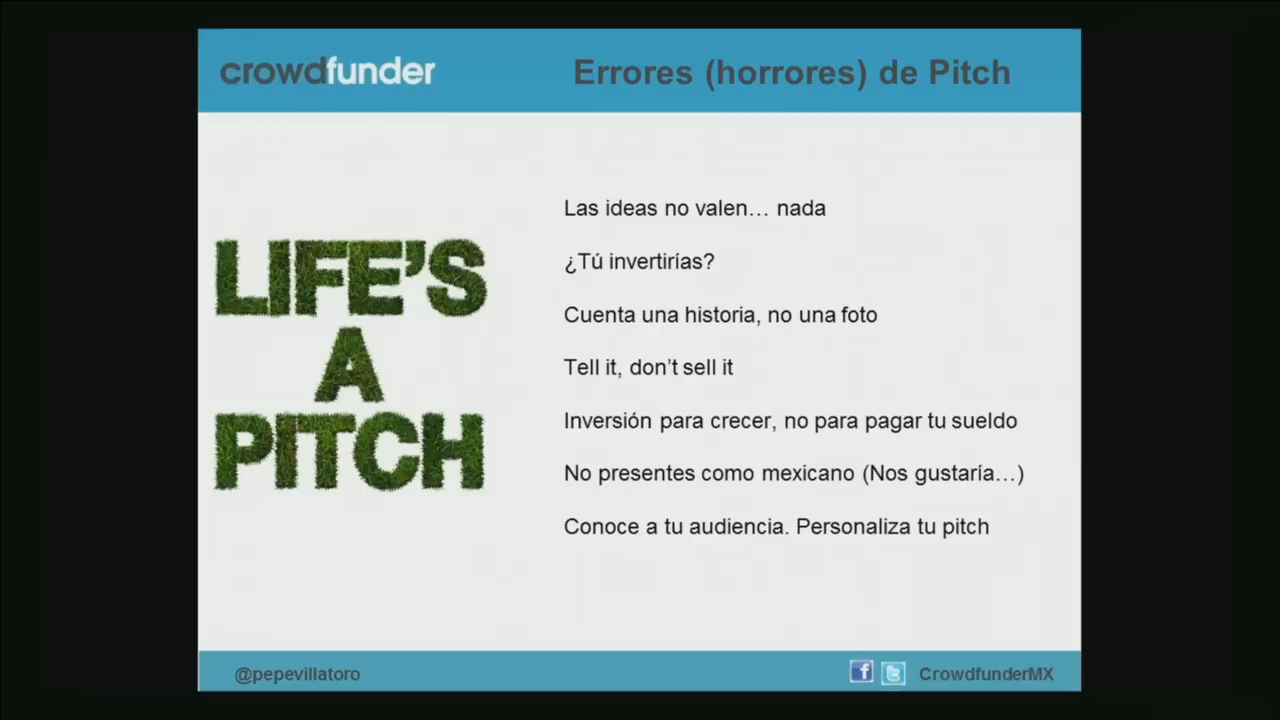 crowdfunder
Errores (horrores) de Pitch
LIFE'S
A
PITCH
Las ideas no valen… nada
¿Tú invertirías?
Cuenta una historia, no una foto
Tell it, don't sell it
Inversión para crecer, no para pagar tu sueldo
No presentes como mexicano (Nos gustaría…)
Conoce a tu audiencia. Personaliza tu pitch
@pepevillatoro
CrowdfunderMX